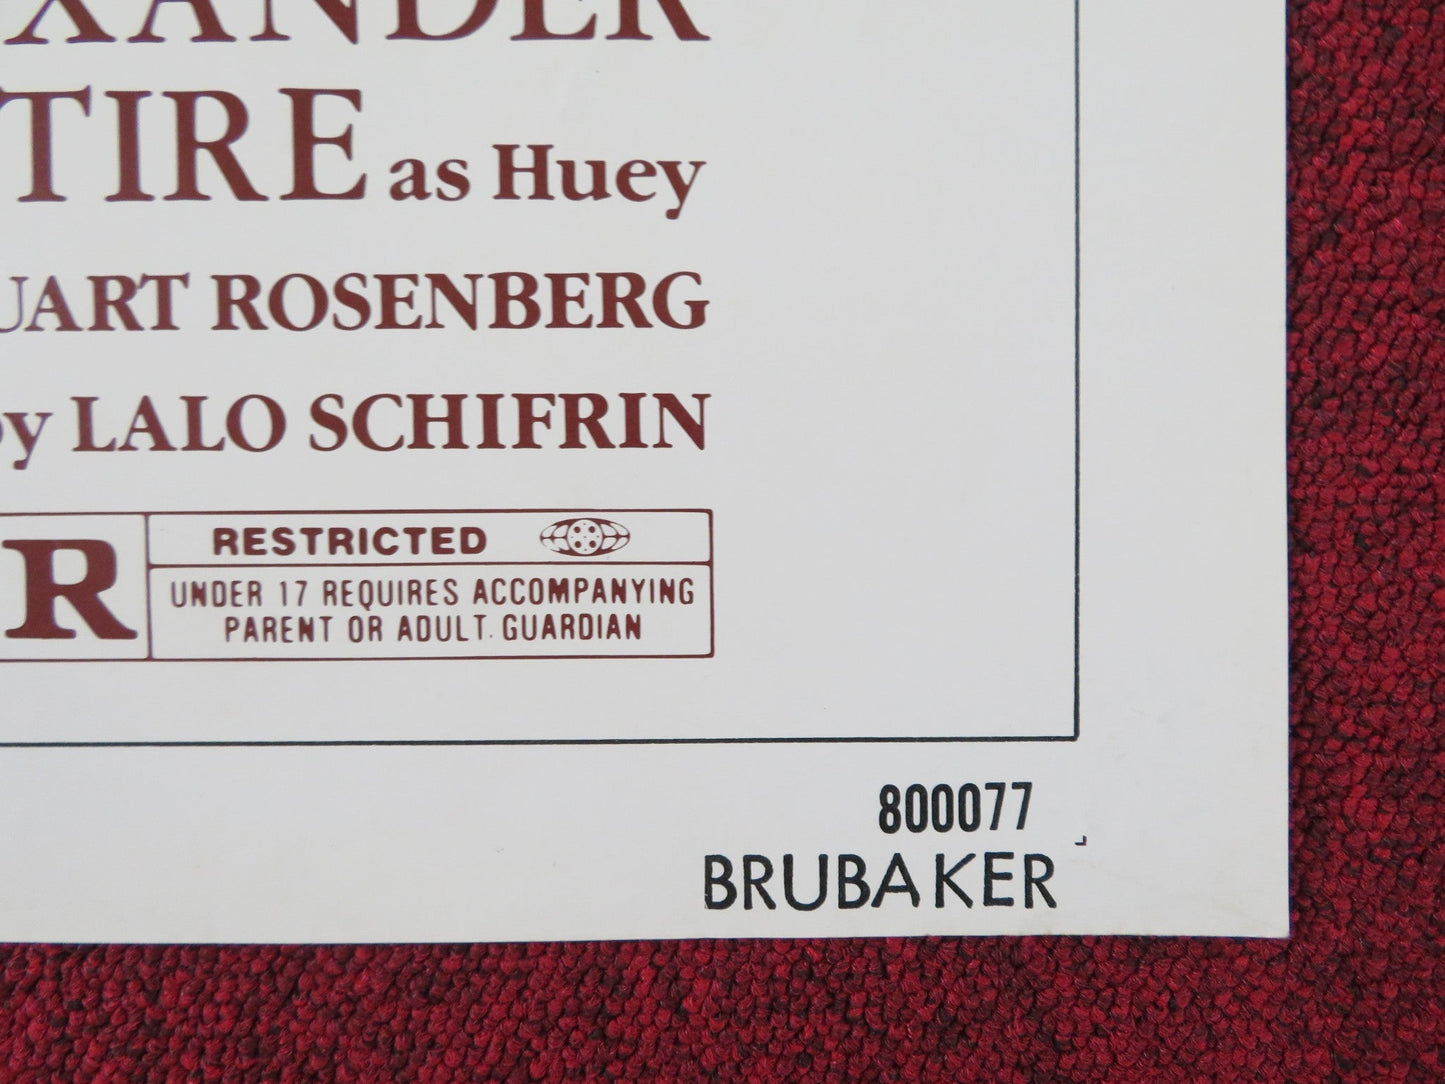 XANDER
TIRE as Huey
UART ROSENBERG
by LALO SCHIFRIN
R
RESTRICTED
UNDER 17 REQUIRES ACCOMPANYING
PARENT OR ADULT GUARDIAN
800077
BRUBAKER